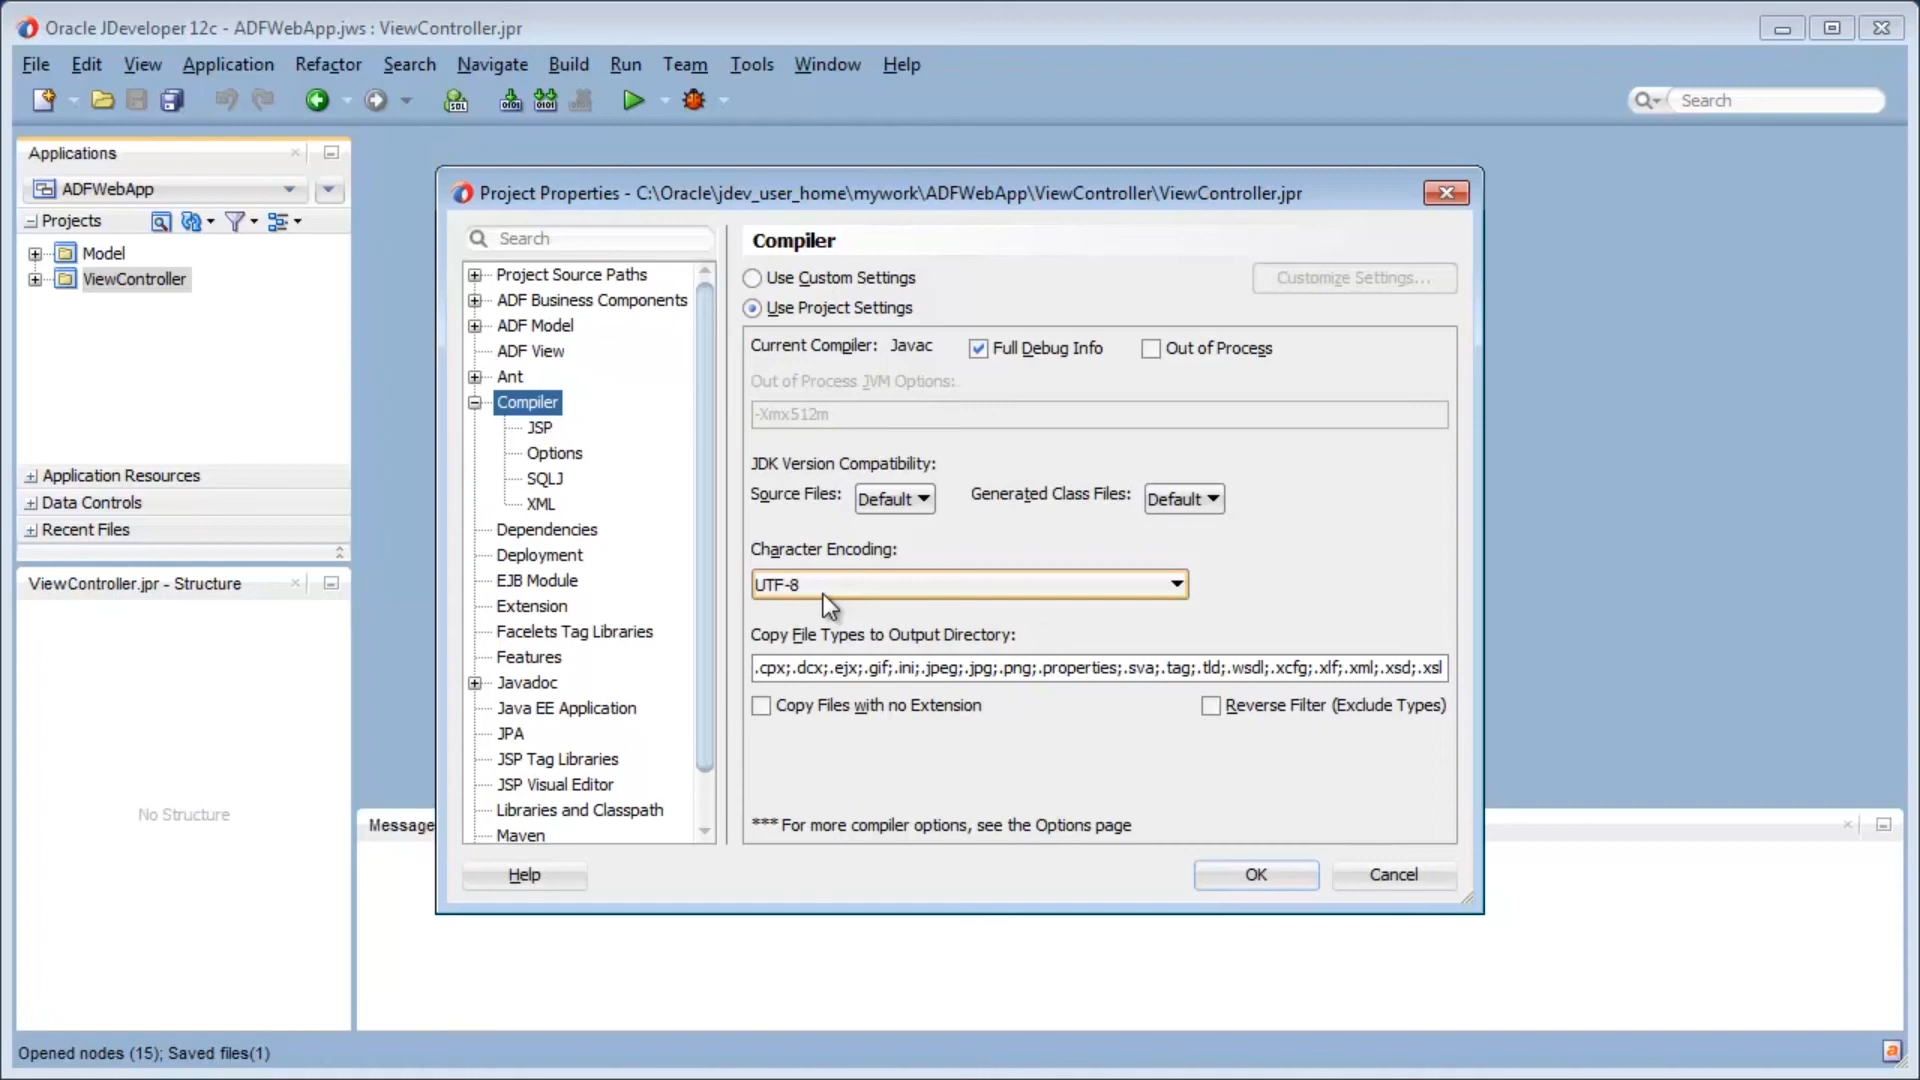 Oracle JDeveloper 12c - ADFWebApp.jws : ViewController.jpr
File Edit View Application Refactor Search Navigate Build Run Team Tools Window Help
Search
Applications
ADFWebApp
Projects
Model
ViewController
Application Resources
Data Controls
Recent Files
ViewController.jpr - Structure
No Structure
Project Properties - C:\Oracle\jdev_user_home\mywork\ADFWebApp\ViewController\ViewController.jpr
Search
Project Source Paths
ADF Business Components
ADF Model
ADF View
Ant
Compiler
JSP
Options
SQLJ
XML
Dependencies
Deployment
EJB Module
Extension
Facelets Tag Libraries
Features
Javadoc
Java EE Application
JPA
JSP Tag Libraries
JSP Visual Editor
Libraries and Classpath
Maven
Compiler
Use Custom Settings
Customize Settings...
Use Project Settings
Current Compiler: Javac Full Debug Info Out of Process
Out of Process JVM Options:
-Xmx512m
JDK Version Compatibility:
Source Files: Default Generated Class Files: Default
Character Encoding:
UTF-8
Copy File Types to Output Directory:
.cpx;.dcx;.ejx;.gif;.ini;.jpeg;.jpg;.png;.properties;.sva;.tag;.tld;.wsdl;.xcfg;.xlf;.xml;.xsd;.xsl
Copy Files with no Extension Reverse Filter (Exclude Types)
*** For more compiler options, see the Options page
Help OK Cancel
Message
Opened nodes (15); Saved files(1)